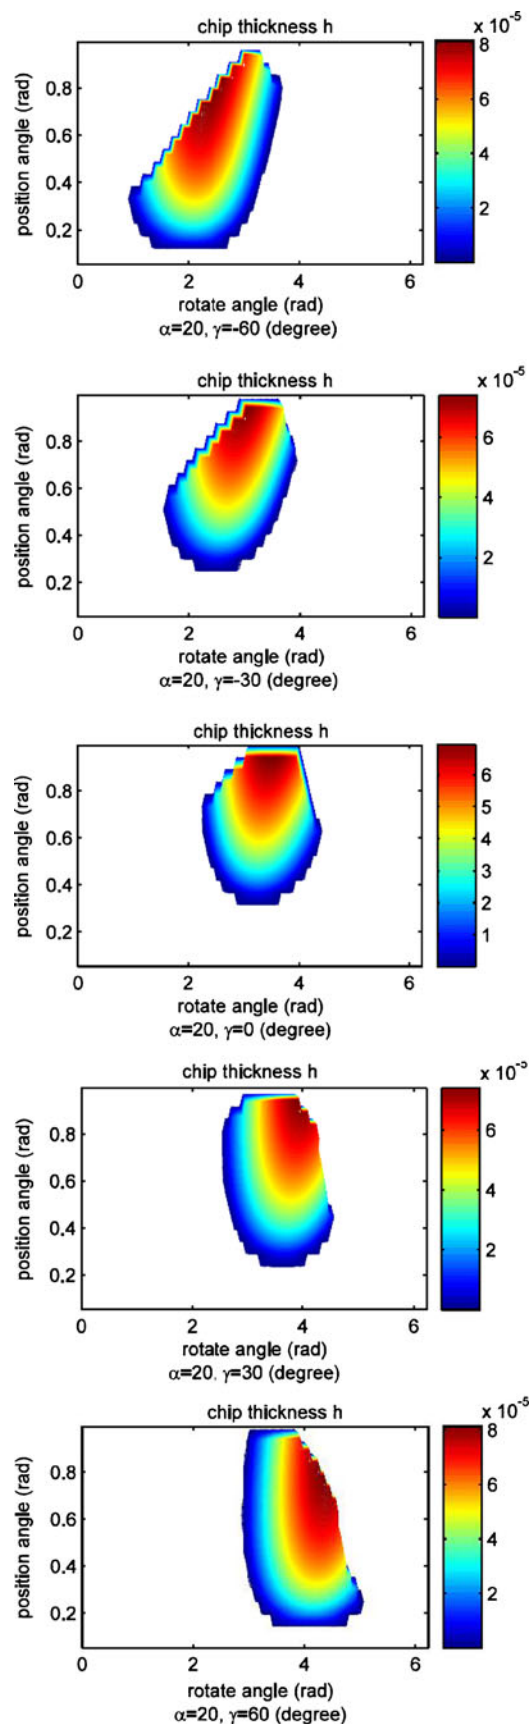 chip thickness h
x 10^-5
8
6
4
2
0.8
0.6
0.4
0.2
position angle (rad)
0 2 4 6
rotate angle (rad)
α=20, γ=-60 (degree)
chip thickness h
x 10^-5
6
4
2
0.8
0.6
0.4
0.2
position angle (rad)
0 2 4 6
rotate angle (rad)
α=20, γ=-30 (degree)
chip thickness h
6
5
4
3
2
1
0.8
0.6
0.4
0.2
position angle (rad)
0 2 4 6
rotate angle (rad)
α=20, γ=0 (degree)
chip thickness h
x 10^-5
6
4
2
0.8
0.6
0.4
0.2
position angle (rad)
0 2 4 6
rotate angle (rad)
α=20, γ=30 (degree)
chip thickness h
x 10^-5
8
6
4
2
0.8
0.6
0.4
0.2
position angle (rad)
0 2 4 6
rotate angle (rad)
α=20, γ=60 (degree)